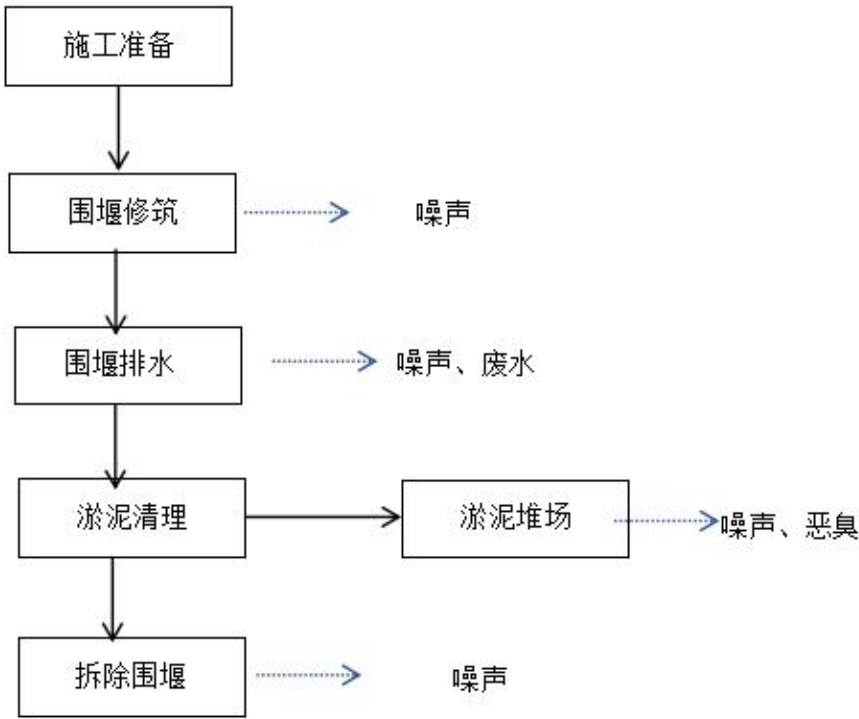 施工准备
围堰修筑
噪声
围堰排水
噪声、废水
淤泥清理
淤泥堆场
噪声、恶臭
拆除围堰
噪声